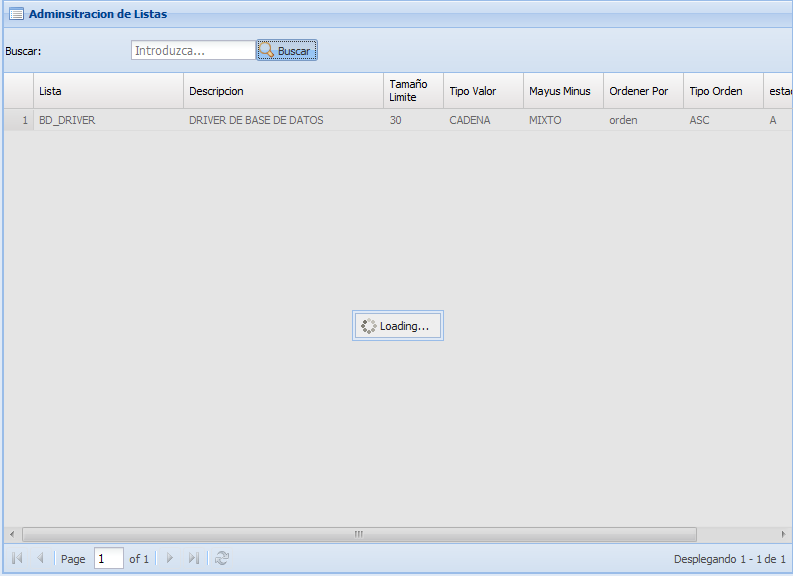 Adminsitracion de Listas
Buscar: Introduzca... Buscar
Lista Descripcion Tamaño Limite Tipo Valor Mayus Minus Ordener Por Tipo Orden estad
1 BD_DRIVER DRIVER DE BASE DE DATOS 30 CADENA MIXTO orden ASC A
Loading...
Page 1 of 1 Desplegando 1 - 1 de 1